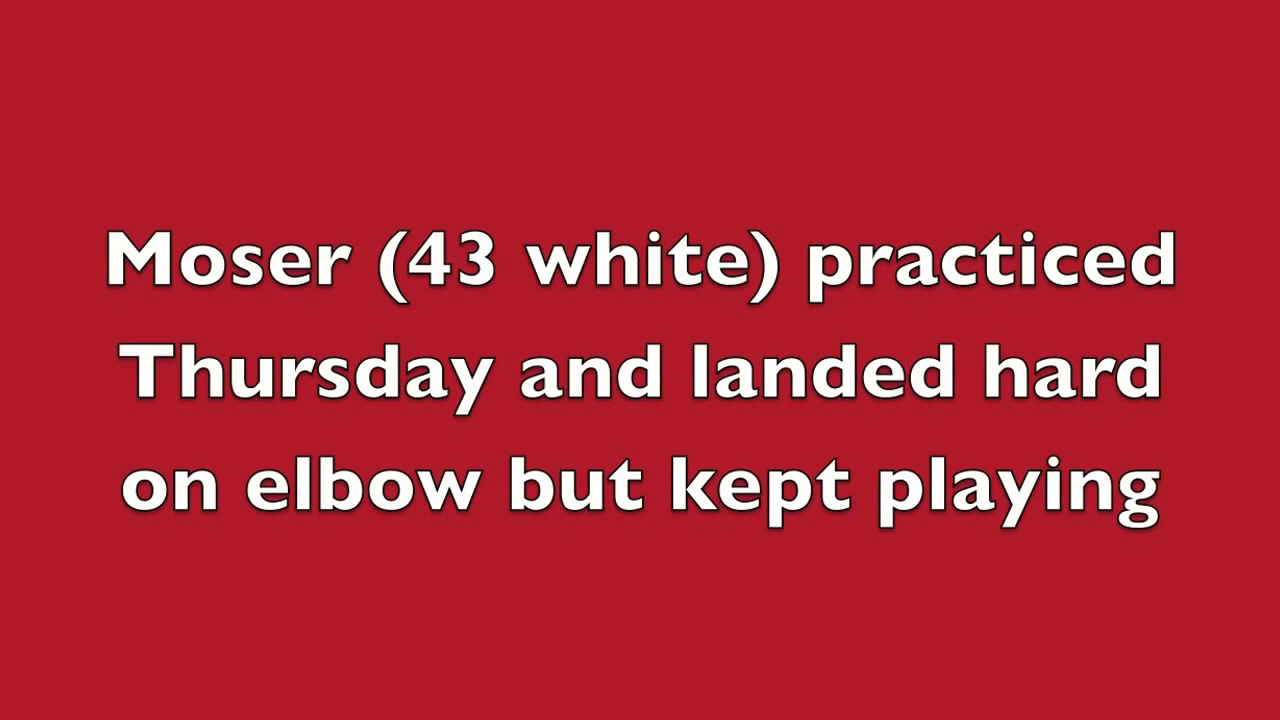 Moser (43 white) practiced
Thursday and landed hard
on elbow but kept playing